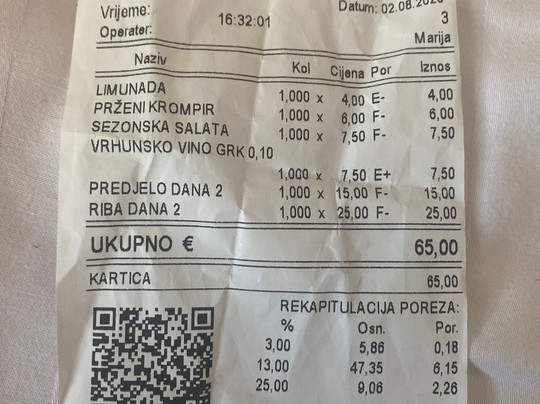 Vrijeme: 16:32:01 Datum: 02.08.
Operater: 3
Marija
Naziv Kol Cijena Por Iznos
LIMUNADA
1,000 x 4,00 E- 4,00
PRŽENI KROMPIR
1,000 x 6,00 F- 6,00
SEZONSKA SALATA
1,000 x 7,50 F- 7,50
VRHUNSKO VINO GRK 0,10
1,000 x 7,50 E+ 7,50
PREDJELO DANA 2
1,000 x 15,00 F- 15,00
RIBA DANA 2
1,000 x 25,00 F- 25,00
UKUPNO € 65,00
KARTICA 65,00
REKAPITULACIJA POREZA:
% Osn. Por.
3,00 5,86 0,18
13,00 47,35 6,15
25,00 9,06 2,26